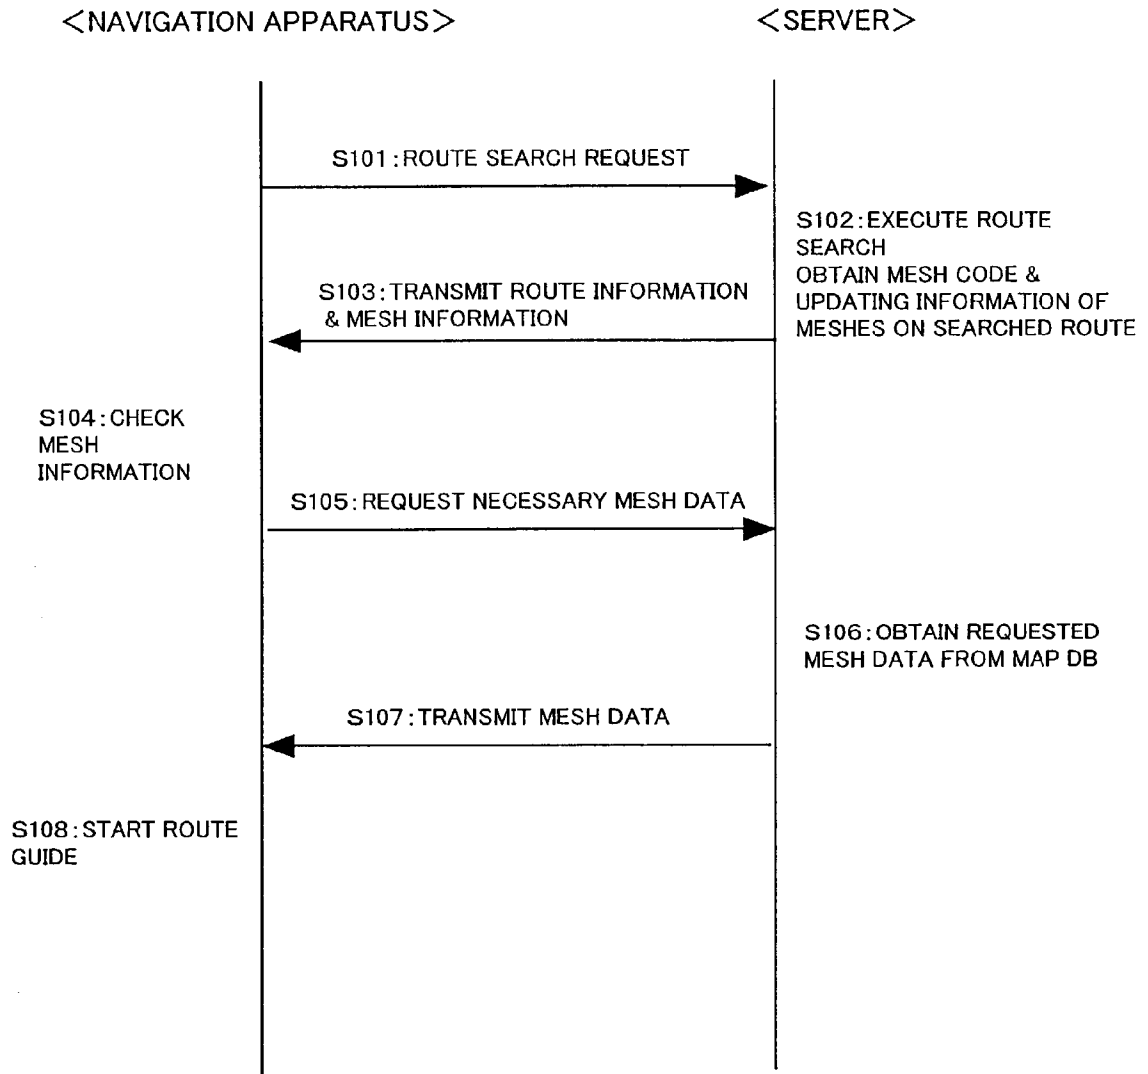 <NAVIGATION APPARATUS>
<SERVER>
S101:ROUTE SEARCH REQUEST
S102:EXECUTE ROUTE
SEARCH
OBTAIN MESH CODE &
UPDATING INFORMATION OF
MESHES ON SEARCHED ROUTE
S103:TRANSMIT ROUTE INFORMATION
& MESH INFORMATION
S104:CHECK
MESH
INFORMATION
S105:REQUEST NECESSARY MESH DATA
S106:OBTAIN REQUESTED
MESH DATA FROM MAP DB
S107:TRANSMIT MESH DATA
S108:START ROUTE
GUIDE